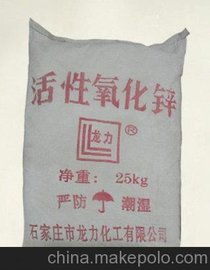 活性氧化锌
龙力
®
净重：25kg
严防 潮湿
石家庄市龙力化工有限公司
china.makepolo.com